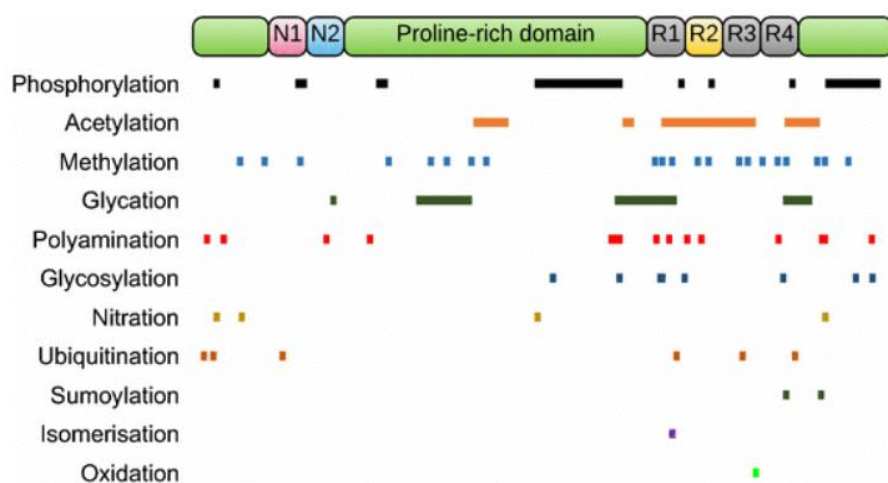 N1 N2 Proline-rich domain R1 R2 R3 R4
Phosphorylation
Acetylation
Methylation
Glycation
Polyamination
Glycosylation
Nitration
Ubiquitination
Sumoylation
Isomerisation
Oxidation